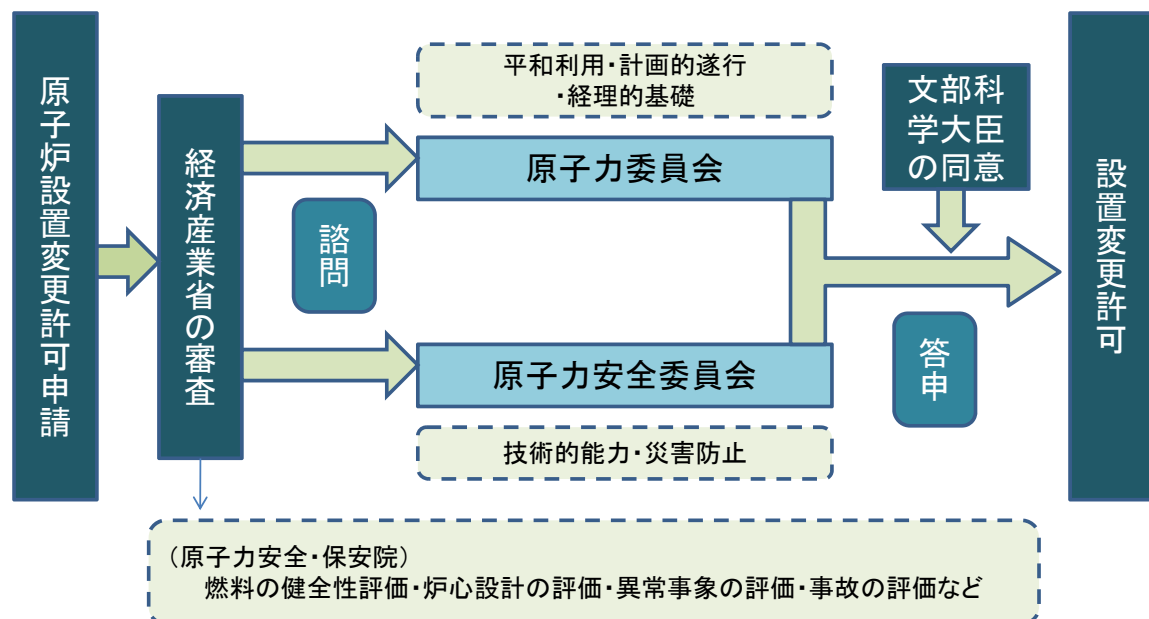 原子炉設置変更許可申請
経済産業省の審査
諮問
平和利用・計画的遂行
・経理的基礎
原子力委員会
原子力安全委員会
技術的能力・災害防止
文部科
学大臣
の同意
答申
設置変更許可
（原子力安全・保安院）
燃料の健全性評価・炉心設計の評価・異常事象の評価・事故の評価など